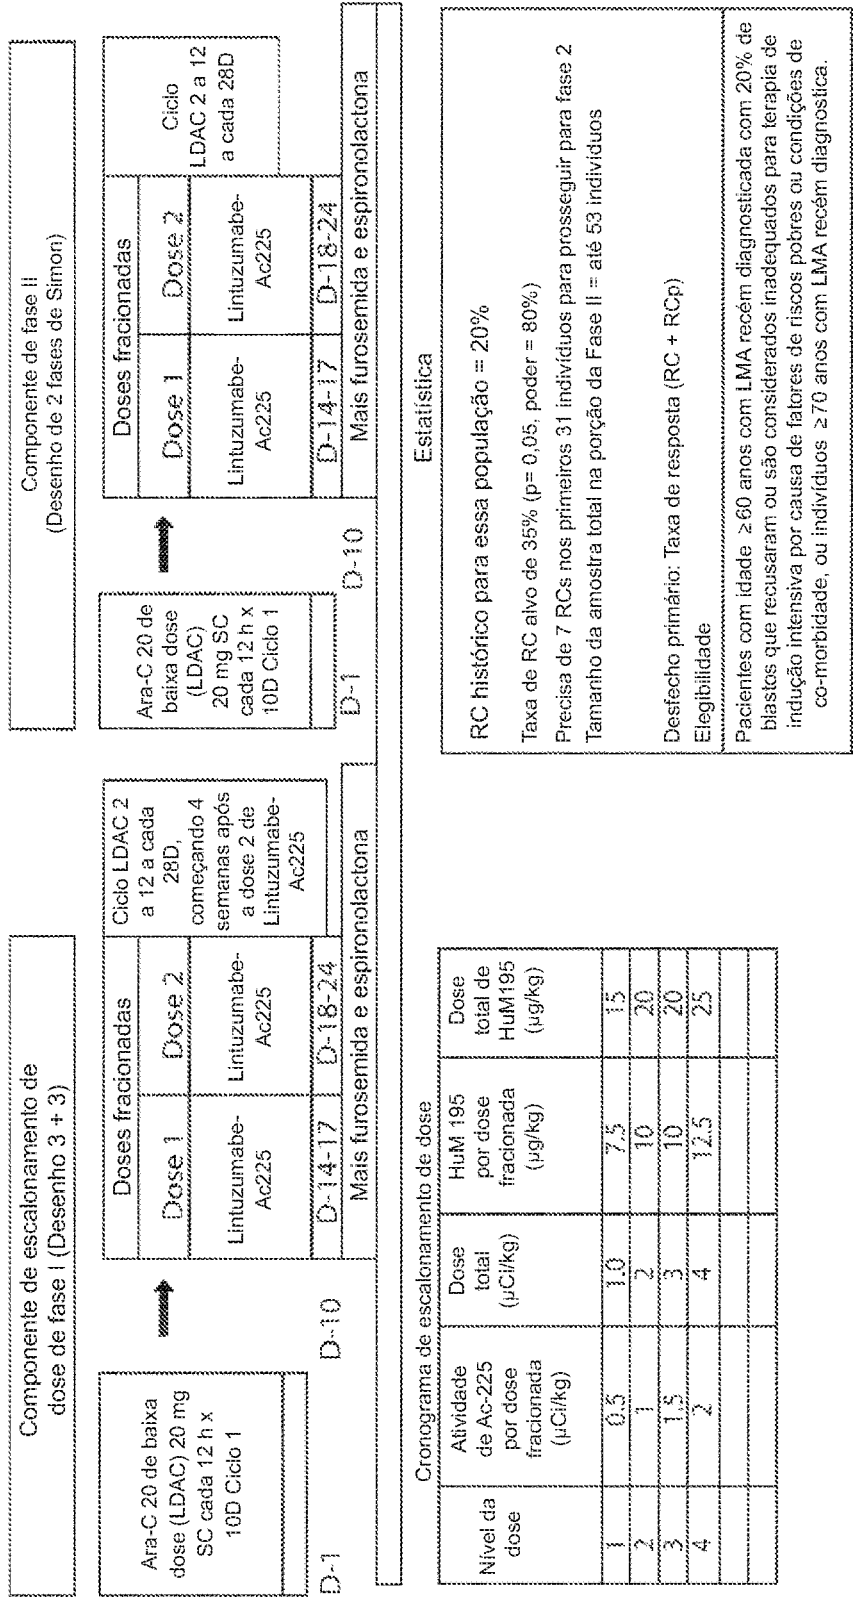 Componente de escalonamento de
dose de fase I (Desenho 3 + 3)
Ara-C 20 de baixa
dose (LDAC) 20 mg
SC cada 12 h x
10D Ciclo 1
D-1
D-10
Doses fracionadas
Dose 1
Dose 2
Lintuzumabe-
Ac225
Lintuzumabe-
Ac225
D-14-17
D-18-24
Mais furosemida e espironolactona
Ciclo LDAC 2
a 12 a cada
28D,
começando 4
semanas após
a dose 2 de
Lintuzumabe-
Ac225
Componente de fase II
(Desenho de 2 fases de Simon)
Ara-C 20 de
baixa dose
(LDAC)
20 mg SC
cada 12 h x
10D Ciclo 1
D-1
D-10
Doses fracionadas
Dose 1
Dose 2
Lintuzumabe-
Ac225
Lintuzumabe-
Ac225
D-14-17
D-18-24
Mais furosemida e espironolactona
Ciclo
LDAC 2 a 12
a cada 28D
Cronograma de escalonamento de dose
Nível da
dose
Atividade
de Ac-225
por dose
fracionada
(µCi/kg)
Dose
total
(µCi/kg)
HuM 195
por dose
fracionada
(µg/kg)
Dose
total de
HuM195
(µg/kg)
1 0.5 1.0 7.5 15
2 1 2 10 20
3 1.5 3 10 20
4 2 4 12.5 25
Estatística
RC histórico para essa população = 20%
Taxa de RC alvo de 35% (p= 0,05, poder = 80%)
Precisa de 7 RCs nos primeiros 31 indivíduos para prosseguir para fase 2
Tamanho da amostra total na porção da Fase II = até 53 indivíduos
Desfecho primário: Taxa de resposta (RC + RCp)
Elegibilidade
Pacientes com idade ≥60 anos com LMA recém diagnosticada com 20% de
blastos que recusaram ou são considerados inadequados para terapia de
indução intensiva por causa de fatores de riscos pobres ou condições de
co-morbidade, ou indivíduos ≥70 anos com LMA recém diagnostica.